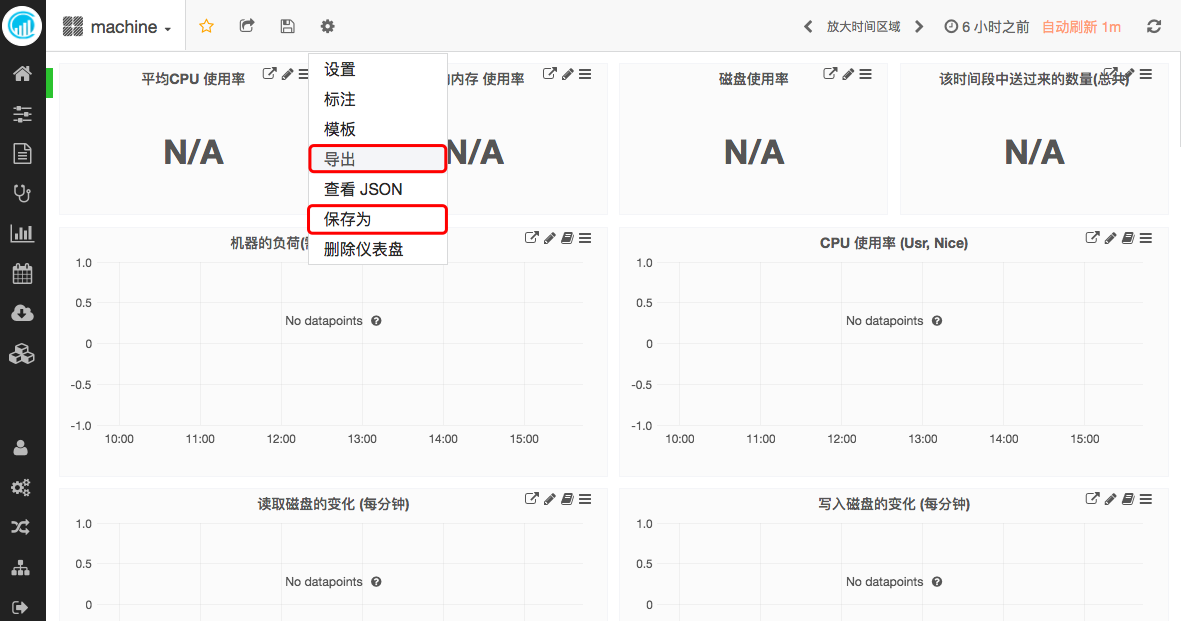 machine
放大时间区域
6 小时之前
自动刷新 1m
设置
标注
模板
导出
查看 JSON
保存为
删除仪表盘
平均CPU 使用率
N/A
内存 使用率
N/A
磁盘使用率
N/A
该时间段中送过来的数量(总共)
N/A
机器的负荷(
1.0
0.5
0
-0.5
-1.0
No datapoints
10:00
11:00
12:00
13:00
14:00
15:00
CPU 使用率 (Usr, Nice)
1.0
0.5
0
-0.5
-1.0
No datapoints
10:00
11:00
12:00
13:00
14:00
15:00
读取磁盘的变化 (每分钟)
1.0
0.5
0
No datapoints
写入磁盘的变化 (每分钟)
1.0
0.5
0
No datapoints